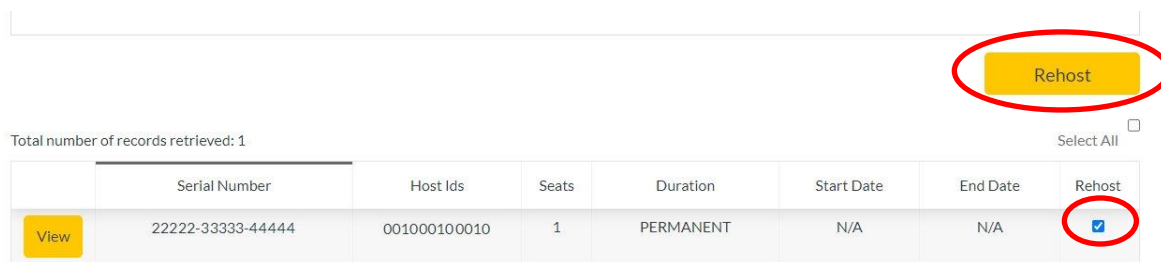 Rehost
Total number of records retrieved: 1
Select All
Serial Number Host Ids Seats Duration Start Date End Date Rehost
View 22222-33333-44444 001000100010 1 PERMANENT N/A N/A